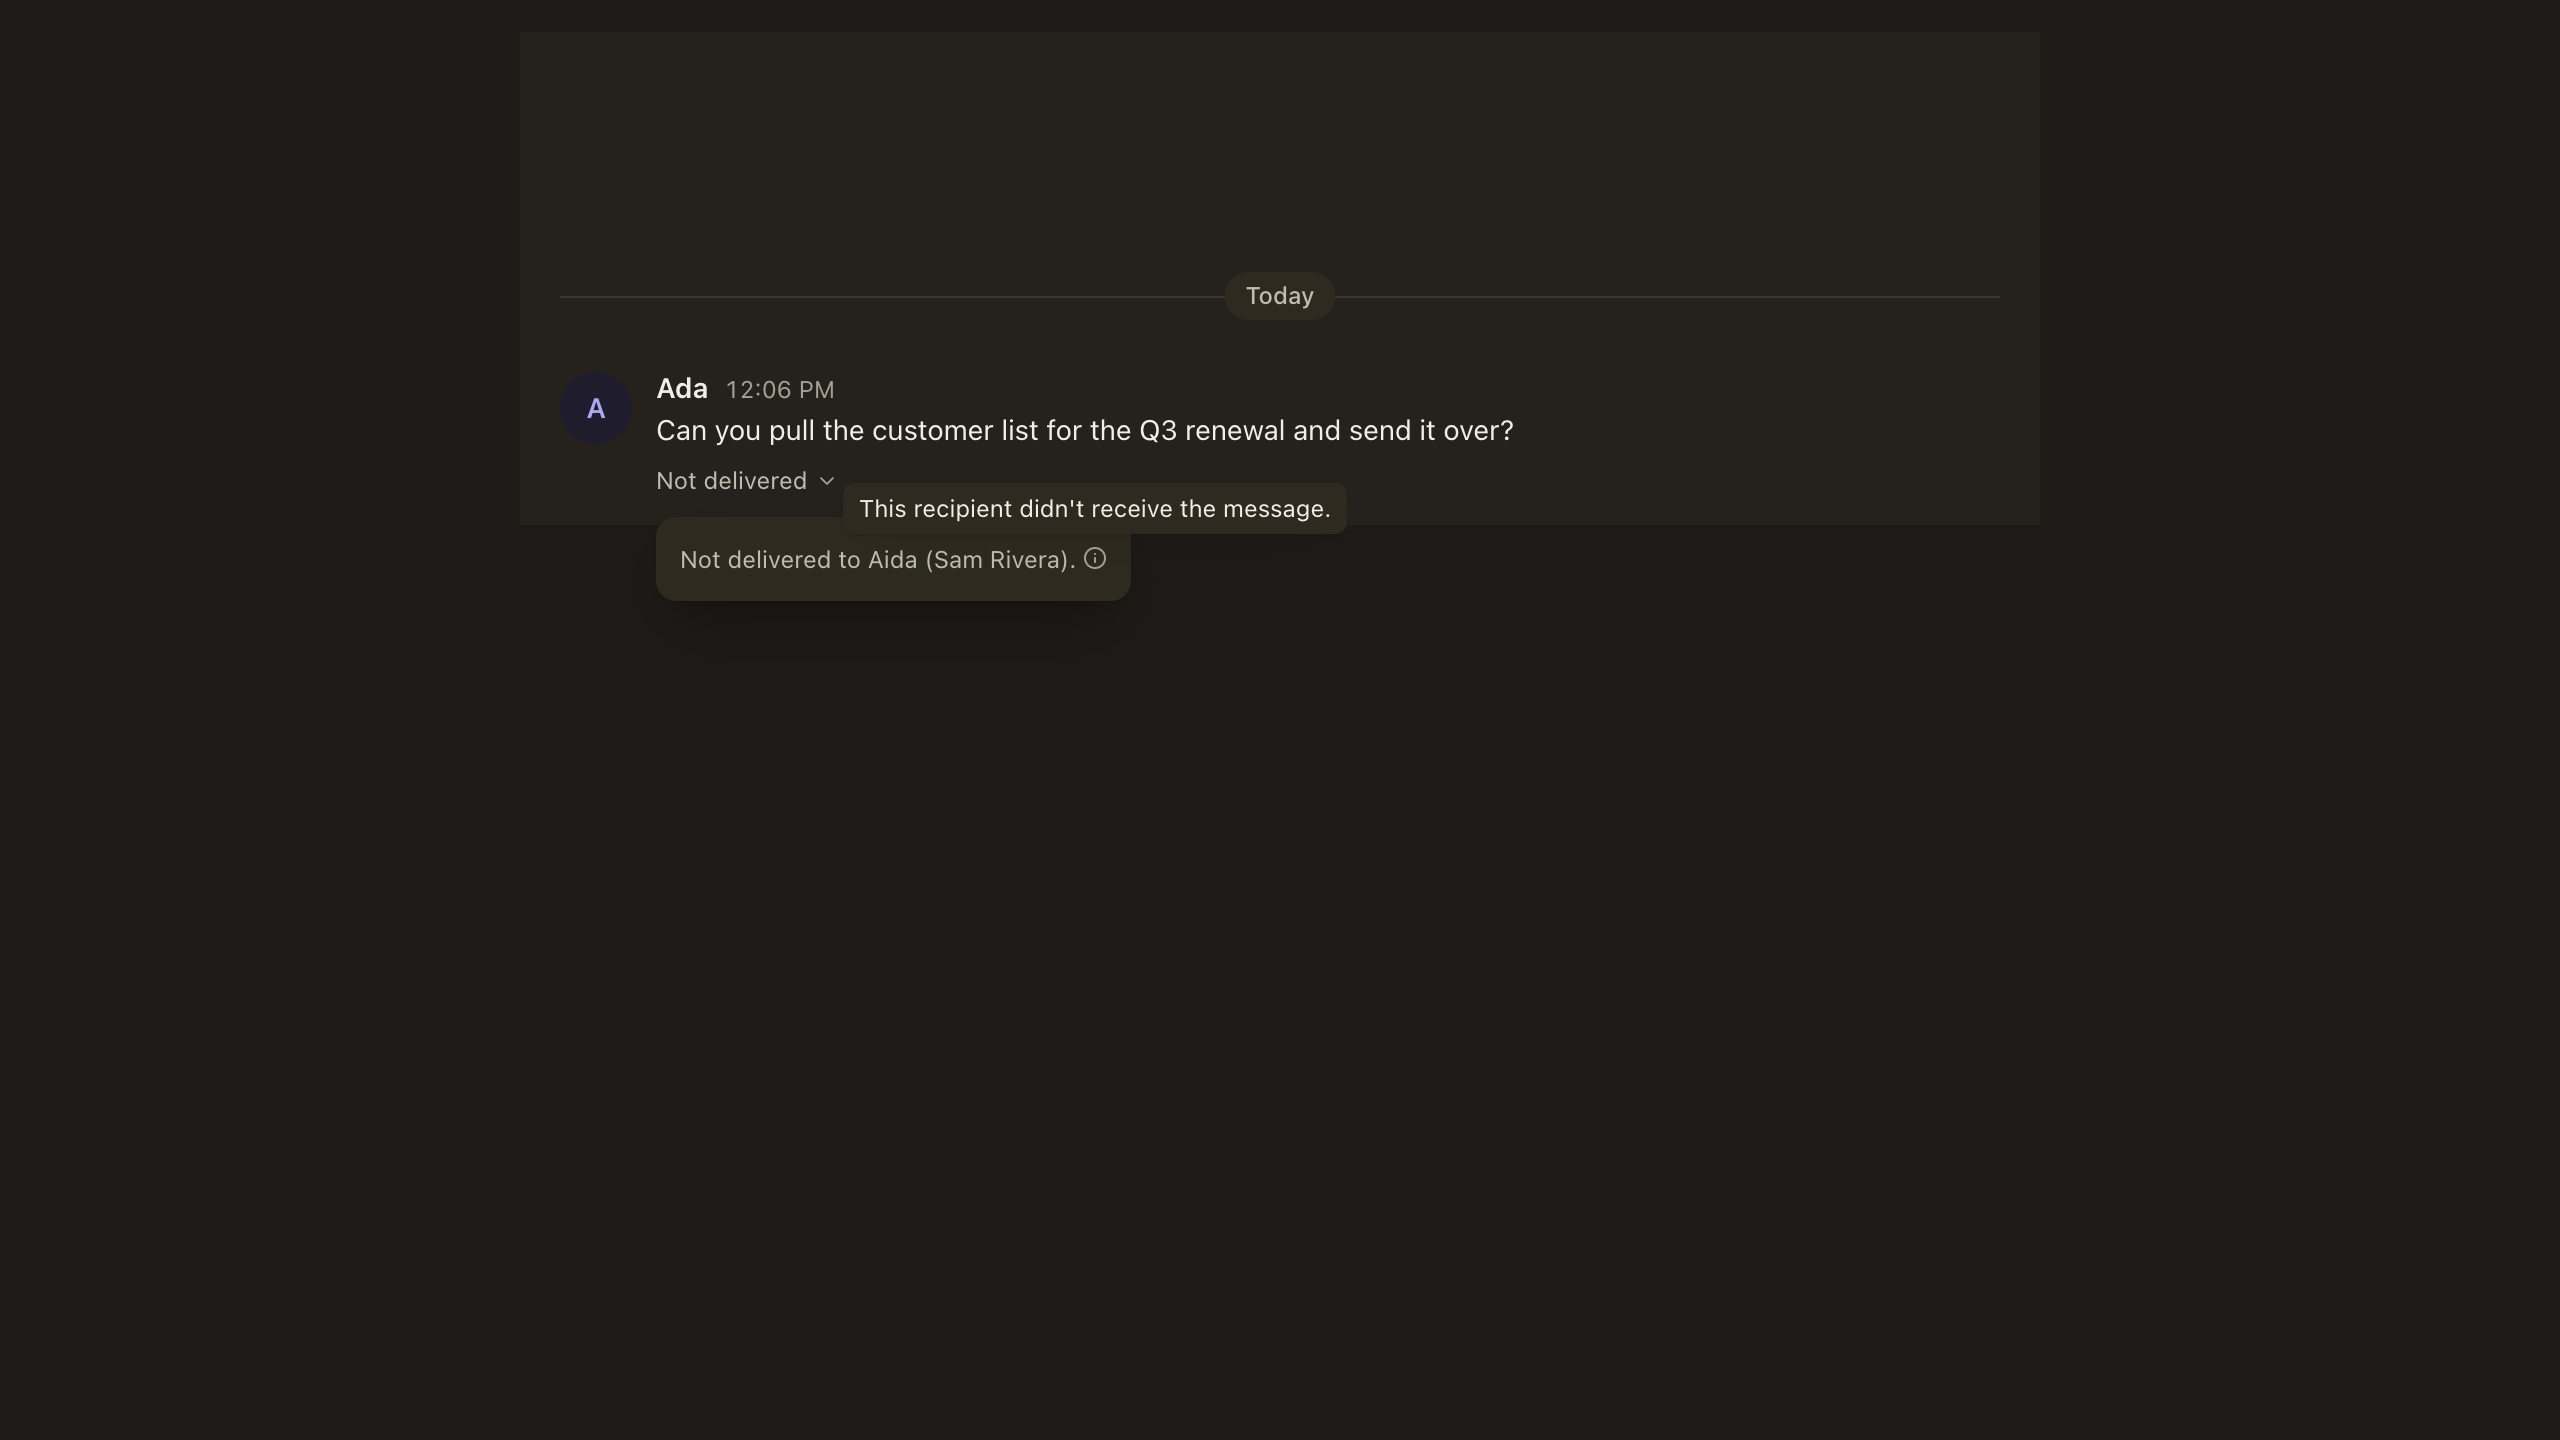 Today
A
Ada 12:06 PM
Can you pull the customer list for the Q3 renewal and send it over?
Not delivered
This recipient didn't receive the message.
Not delivered to Aida (Sam Rivera).